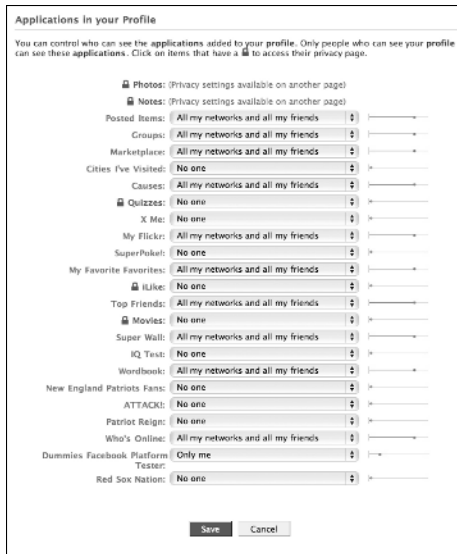 Applications in your Profile
You can control who can see the applications added to your profile. Only people who can see your profile
can see these applications. Click on items that have a to access their privacy page.
Photos: (Privacy settings available on another page)
Notes: (Privacy settings available on another page)
Posted Items: All my networks and all my friends
Groups: All my networks and all my friends
Marketplace: All my networks and all my friends
Cities I've Visited: No one
Causes: All my networks and all my friends
Quizzes: No one
X Me: No one
My Flickr: All my networks and all my friends
SuperPoke!: No one
My Favorite Favorites: All my networks and all my friends
iLike: No one
Top Friends: All my networks and all my friends
Movies: No one
Super Wall: All my networks and all my friends
IQ Test: No one
Wordbook: All my networks and all my friends
New England Patriots Fans: No one
ATTACK!: No one
Patriot Reign: No one
Who's Online: All my networks and all my friends
Dummies Facebook Platform Only me
Tester:
Red Sox Nation: No one
Save Cancel